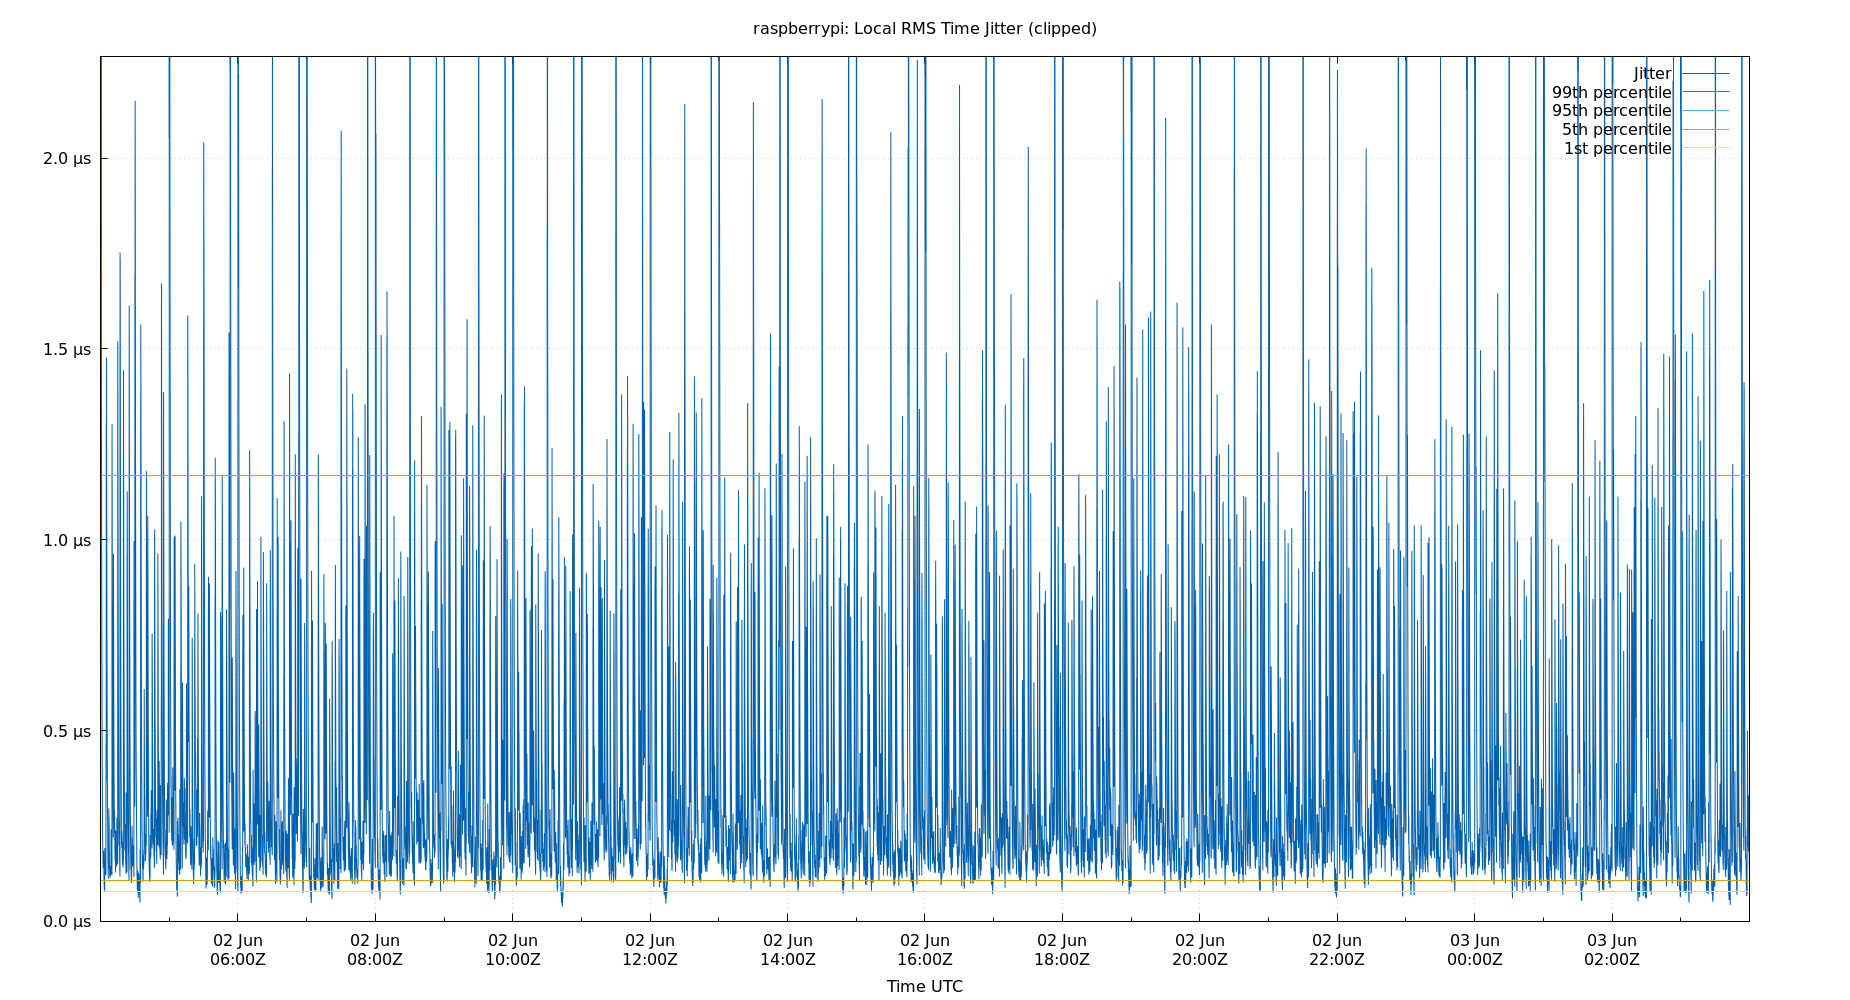 raspberrypi: Local RMS Time Jitter (clipped)
Jitter
99th percentile
95th percentile
5th percentile
1st percentile
2.0 μs
1.5 μs
1.0 μs
0.5 μs
0.0 μs
02 Jun 02 Jun 02 Jun 02 Jun 02 Jun 02 Jun 02 Jun 02 Jun 02 Jun 03 Jun 03 Jun
06:00Z 08:00Z 10:00Z 12:00Z 14:00Z 16:00Z 18:00Z 20:00Z 22:00Z 00:00Z 02:00Z
Time UTC